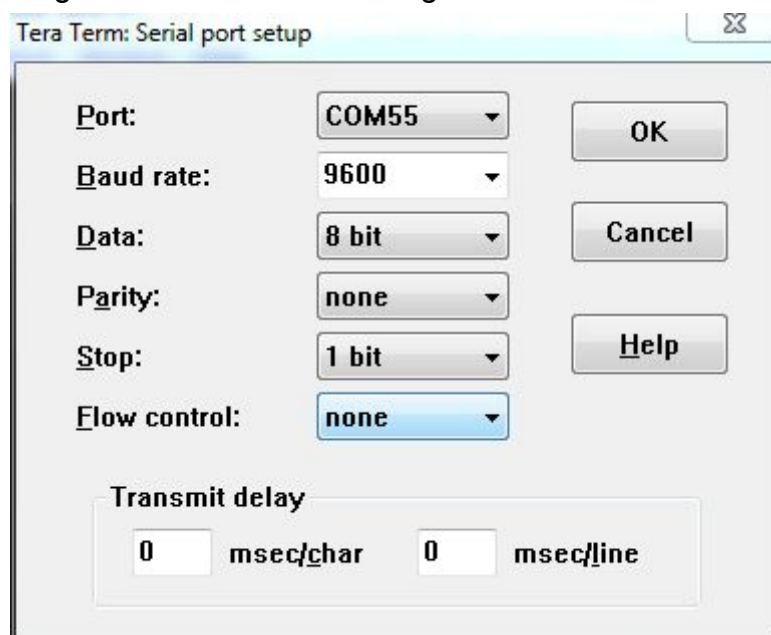 Tera Term: Serial port setup
Port: COM55 OK
Baud rate: 9600
Data: 8 bit Cancel
Parity: none
Stop: 1 bit Help
Flow control: none
Transmit delay
0 msec/char 0 msec/line